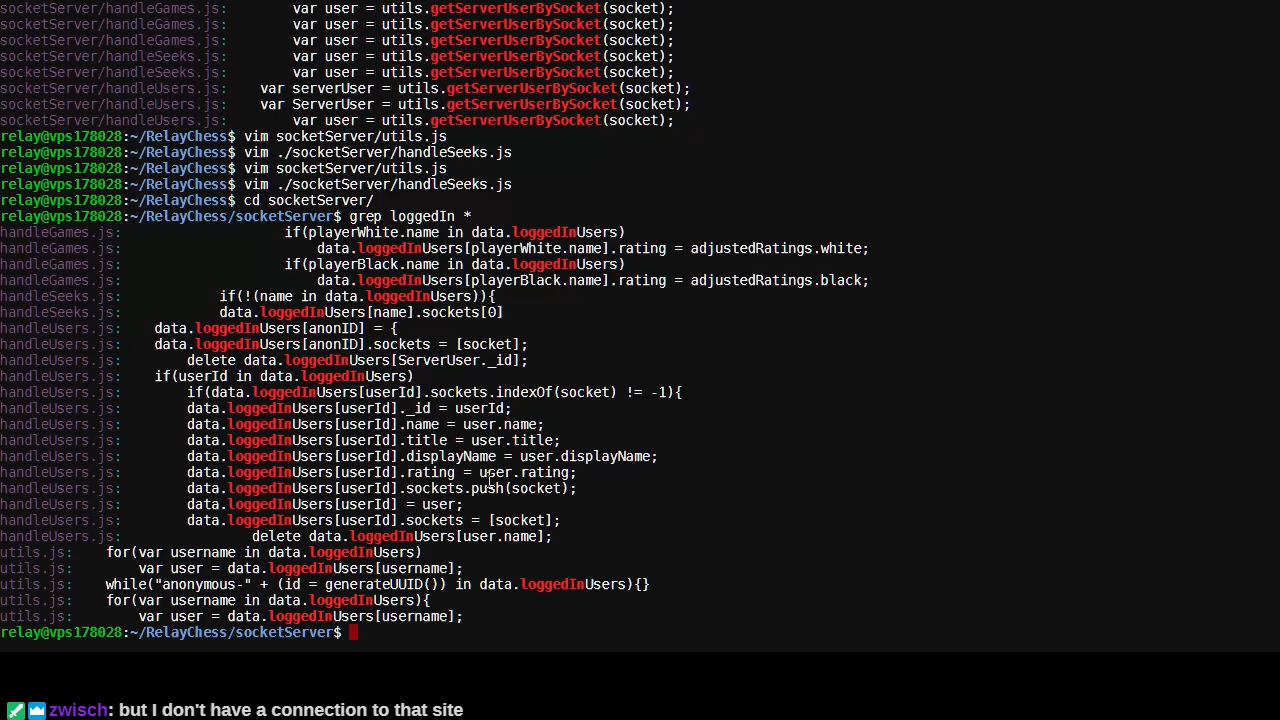 socketServer/handleGames.js:        var user = utils.getServerUserBySocket(socket);
socketServer/handleGames.js:        var user = utils.getServerUserBySocket(socket);
socketServer/handleGames.js:        var user = utils.getServerUserBySocket(socket);
socketServer/handleSeeks.js:        var user = utils.getServerUserBySocket(socket);
socketServer/handleSeeks.js:        var user = utils.getServerUserBySocket(socket);
socketServer/handleUsers.js:    var serverUser = utils.getServerUserBySocket(socket);
socketServer/handleUsers.js:    var ServerUser = utils.getServerUserBySocket(socket);
socketServer/handleUsers.js:        var user = utils.getServerUserBySocket(socket);
relay@vps178028:~/RelayChess$ vim socketServer/utils.js
relay@vps178028:~/RelayChess$ vim ./socketServer/handleSeeks.js
relay@vps178028:~/RelayChess$ vim socketServer/utils.js
relay@vps178028:~/RelayChess$ vim ./socketServer/handleSeeks.js
relay@vps178028:~/RelayChess$ cd socketServer/
relay@vps178028:~/RelayChess/socketServer$ grep loggedIn *
handleGames.js:                    if(playerWhite.name in data.loggedInUsers)
handleGames.js:                        data.loggedInUsers[playerWhite.name].rating = adjustedRatings.white;
handleGames.js:                    if(playerBlack.name in data.loggedInUsers)
handleGames.js:                        data.loggedInUsers[playerBlack.name].rating = adjustedRatings.black;
handleSeeks.js:            if(!(name in data.loggedInUsers)){
handleSeeks.js:            data.loggedInUsers[name].sockets[0]
handleUsers.js:    data.loggedInUsers[anonID] = {
handleUsers.js:    data.loggedInUsers[anonID].sockets = [socket];
handleUsers.js:        delete data.loggedInUsers[ServerUser._id];
handleUsers.js:    if(userId in data.loggedInUsers)
handleUsers.js:        if(data.loggedInUsers[userId].sockets.indexOf(socket) != -1){
handleUsers.js:        data.loggedInUsers[userId]._id = userId;
handleUsers.js:        data.loggedInUsers[userId].name = user.name;
handleUsers.js:        data.loggedInUsers[userId].title = user.title;
handleUsers.js:        data.loggedInUsers[userId].displayName = user.displayName;
handleUsers.js:        data.loggedInUsers[userId].rating = user.rating;
handleUsers.js:        data.loggedInUsers[userId].sockets.push(socket);
handleUsers.js:        data.loggedInUsers[userId] = user;
handleUsers.js:        data.loggedInUsers[userId].sockets = [socket];
handleUsers.js:                delete data.loggedInUsers[user.name];
utils.js:    for(var username in data.loggedInUsers)
utils.js:        var user = data.loggedInUsers[username];
utils.js:    while("anonymous-" + (id = generateUUID()) in data.loggedInUsers){}
utils.js:    for(var username in data.loggedInUsers){
utils.js:        var user = data.loggedInUsers[username];
relay@vps178028:~/RelayChess/socketServer$
zwisch: but I don't have a connection to that site